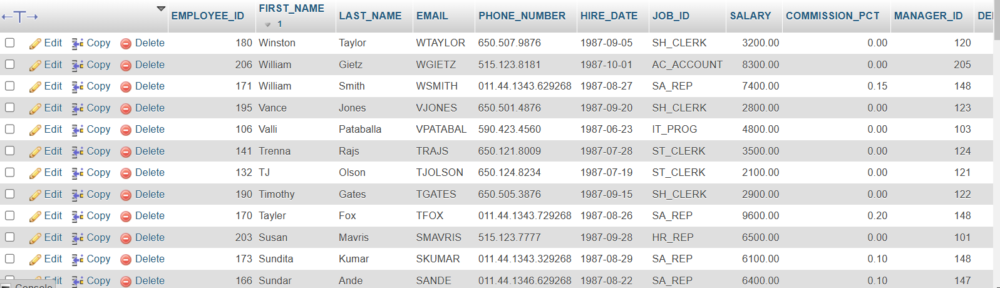 EMPLOYEE_ID FIRST_NAME 1 LAST_NAME EMAIL PHONE_NUMBER HIRE_DATE JOB_ID SALARY COMMISSION_PCT MANAGER_ID
Edit Copy Delete 180 Winston Taylor WTAYLOR 650.507.9876 1987-09-05 SH_CLERK 3200.00 0.00 120
Edit Copy Delete 206 William Gietz WGIETZ 515.123.8181 1987-10-01 AC_ACCOUNT 8300.00 0.00 205
Edit Copy Delete 171 William Smith WSMITH 011.44.1343.629268 1987-08-27 SA_REP 7400.00 0.15 148
Edit Copy Delete 195 Vance Jones VJONES 650.501.4876 1987-09-20 SH_CLERK 2800.00 0.00 123
Edit Copy Delete 106 Valli Pataballa VPATABAL 590.423.4560 1987-06-23 IT_PROG 4800.00 0.00 103
Edit Copy Delete 141 Trenna Rajs TRAJS 650.121.8009 1987-07-28 ST_CLERK 3500.00 0.00 124
Edit Copy Delete 132 TJ Olson TJOLSON 650.124.8234 1987-07-19 ST_CLERK 2100.00 0.00 121
Edit Copy Delete 190 Timothy Gates TGATES 650.505.3876 1987-09-15 SH_CLERK 2900.00 0.00 122
Edit Copy Delete 170 Tayler Fox TFOX 011.44.1343.729268 1987-08-26 SA_REP 9600.00 0.20 148
Edit Copy Delete 203 Susan Mavris SMAVRIS 515.123.7777 1987-09-28 HR_REP 6500.00 0.00 101
Edit Copy Delete 173 Sundita Kumar SKUMAR 011.44.1343.329268 1987-08-29 SA_REP 6100.00 0.10 148
Edit Copy Delete 166 Sundar Ande SANDE 011.44.1346.629268 1987-08-22 SA_REP 6400.00 0.10 147
Console